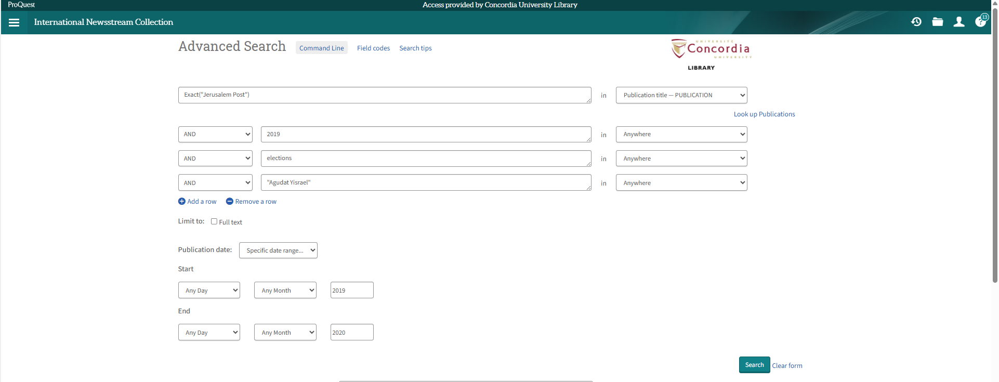 ProQuest
Access provided by Concordia University Library
International Newsstream Collection
13
Advanced Search
Command Line
Field codes
Search tips
UNIVERSITÉ
Concordia
UNIVERSITY
LIBRARY
Exact("Jerusalem Post")
in
Publication title — PUBLICATION
Look up Publications
AND
2019
in
Anywhere
AND
elections
in
Anywhere
AND
"Agudat Yisrael"
in
Anywhere
Add a row
Remove a row
Limit to:
Full text
Publication date:
Specific date range...
Start
Any Day
Any Month
2019
End
Any Day
Any Month
2020
Search
Clear form